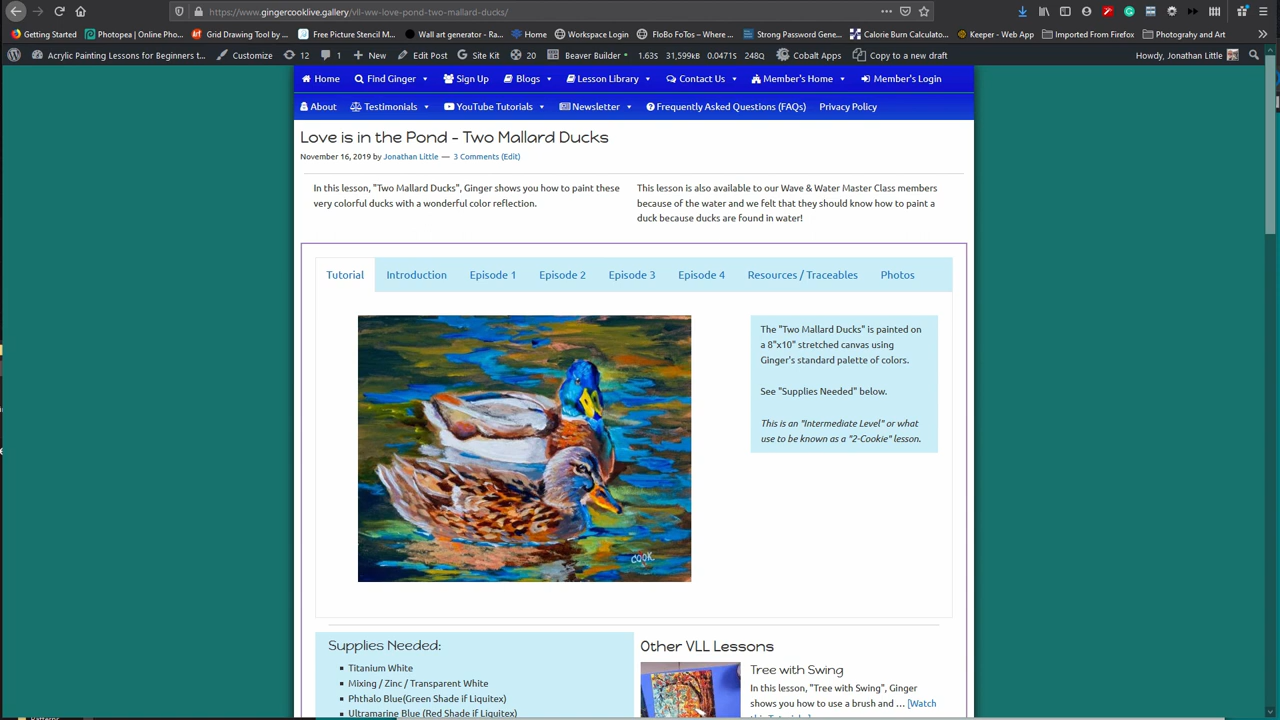 https://www.gingercooklive.gallery/vll-ww-love-pond-two-mallard-ducks/
Getting Started Photopea | Online Pho... Grid Drawing Tool by ... Free Picture Stencil M... Wall art generator - Ra... Home Workspace Login FloBo FoTos – Where ... Strong Password Gene... Calorie Burn Calculato... Keeper - App Home Imported From Firefox Photograhy and Art
Acrylic Painting Lessons for Beginners t... Customize 12 1 New Edit Post Site Kit 20 Beaver Builder 1.63S 31,599kB 0.0471S 248Q Cobalt Apps Copy to a new draft Howdy, Jonathan Little
Home Find Ginger Sign Up Blogs Lesson Library Contact Us Member's Home Member's Login
About Testimonials YouTube Tutorials Newsletter Frequently Asked Questions (FAQs) Privacy Policy
Love is in the Pond – Two Mallard Ducks
November 16, 2019 by Jonathan Little — 3 Comments (Edit)
In this lesson, "Two Mallard Ducks", Ginger shows you how to paint these
very colorful ducks with a wonderful color reflection.
This lesson is also available to our Wave & Water Master Class members
because of the water and we felt that they should know how to paint a
duck because ducks are found in water!
Tutorial Introduction Episode 1 Episode 2 Episode 3 Episode 4 Resources / Traceables Photos
The "Two Mallard Ducks" is painted on
a 8"x10" stretched canvas using
Ginger's standard palette of colors.
See "Supplies Needed" below.
This is an "Intermediate Level" or what
use to be known as a "2-Cookie" lesson.
COOK
Supplies Needed:
Titanium White
Mixing / Zinc / Transparent White
Phthalo Blue(Green Shade if Liquitex)
Ultramarine Blue (Red Shade if Liquitex)
Other VLL Lessons
Tree with Swing
In this lesson, "Tree with Swing", Ginger
shows you how to use a brush and ... [Watch